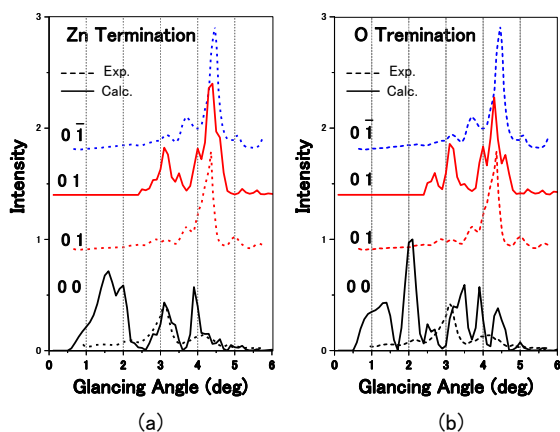 Zn Termination
Exp.
Calc.
0 1̄
0 1
0 1
0 0
Intensity
0
1
2
3
0 1 2 3 4 5 6
Glancing Angle (deg)
(a)
O Tremination
Exp.
Calc.
0 1̄
0 1
0 1
0 0
Intensity
0
1
2
3
0 1 2 3 4 5 6
Glancing Angle (deg)
(b)